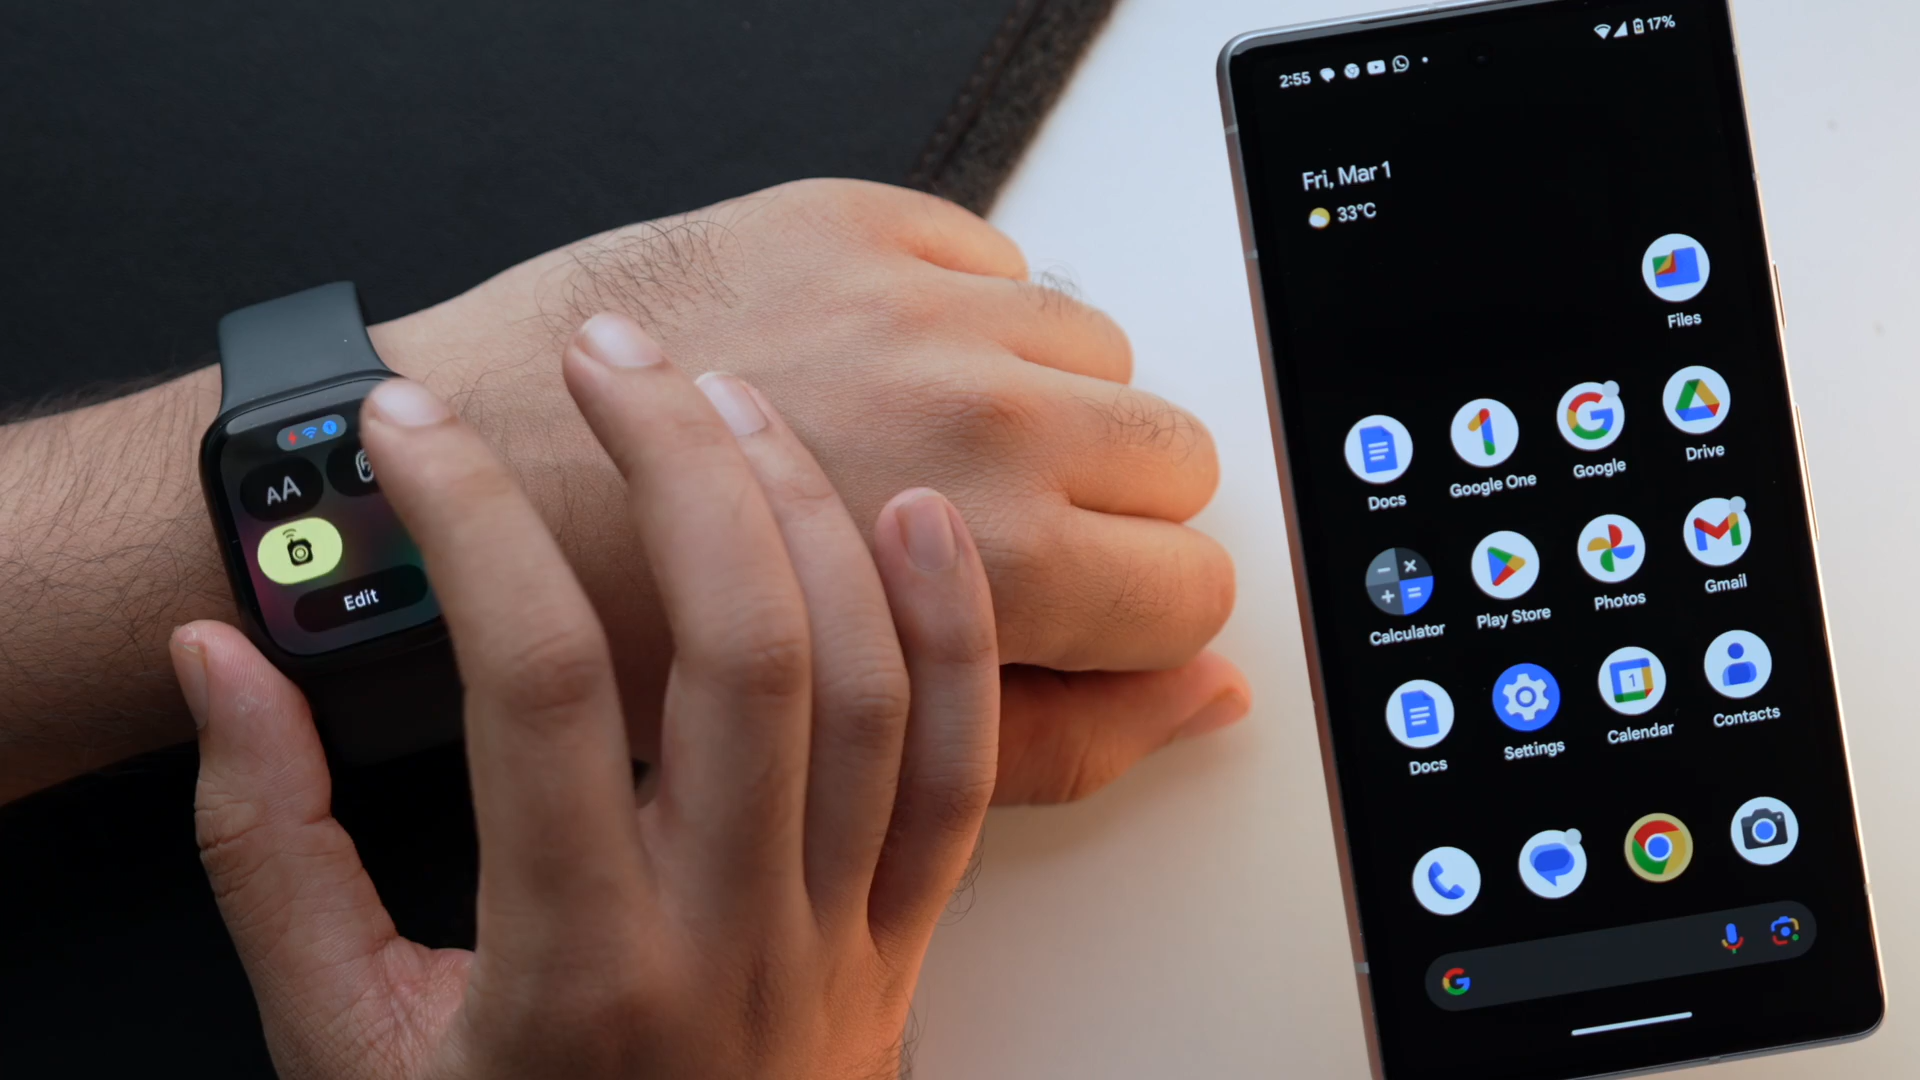 AA
Edit
2:55
17%
Fri, Mar 1
33°C
Files
Docs
Google One
Google
Drive
Calculator
Play Store
Photos
Gmail
Docs
Settings
Calendar
Contacts